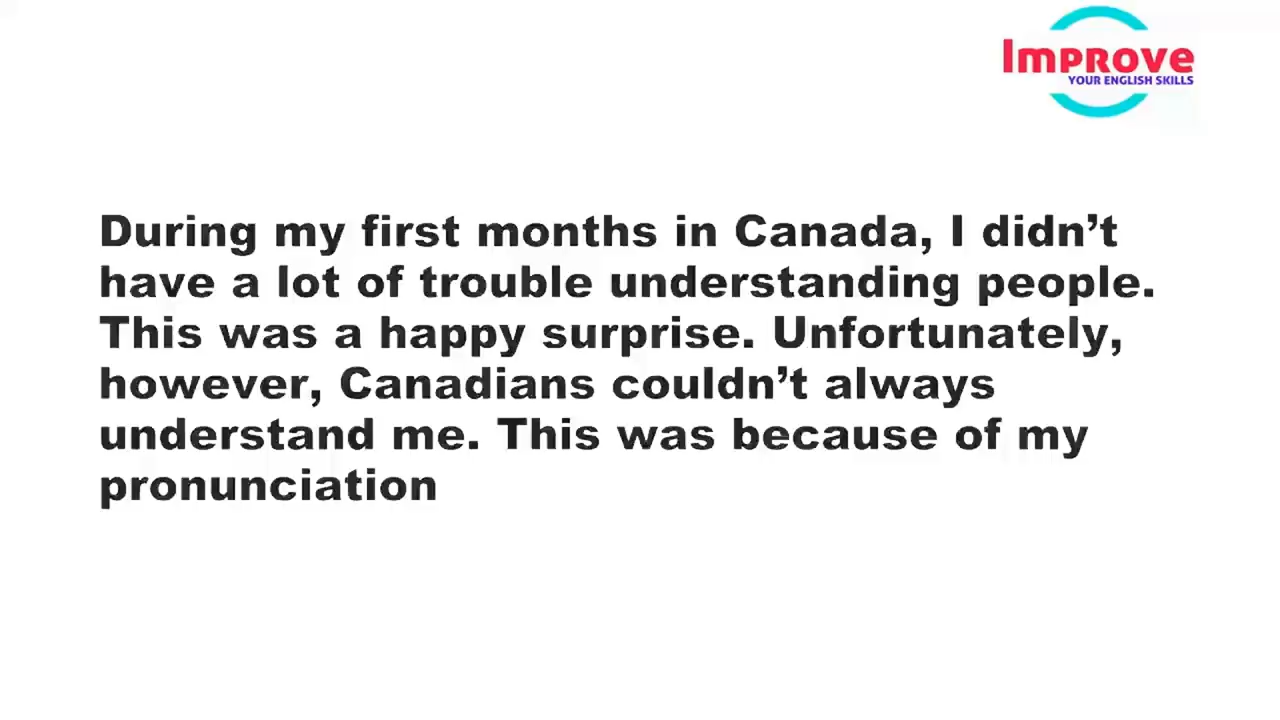 Improve
YOUR ENGLISH SKILLS
During my first months in Canada, I didn’t
have a lot of trouble understanding people.
This was a happy surprise. Unfortunately,
however, Canadians couldn’t always
understand me. This was because of my
pronunciation